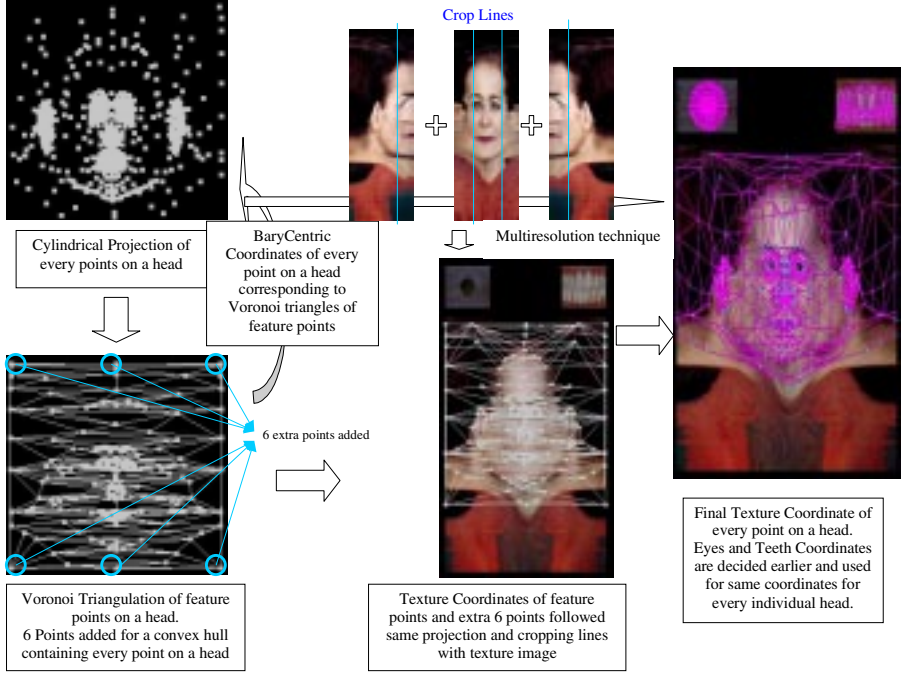 Crop Lines
Cylindrical Projection of
every points on a head
BaryCentric
Coordinates of every
point on a head
corresponding to
Voronoi triangles of
feature points
Multiresolution technique
6 extra points added
Voronoi Triangulation of feature
points on a head.
6 Points added for a convex hull
containing every point on a head
Texture Coordinates of feature
points and extra 6 points followed
same projection and cropping lines
with texture image
Final Texture Coordinate of
every point on a head.
Eyes and Teeth Coordinates
are decided earlier and used
for same coordinates for
every individual head.